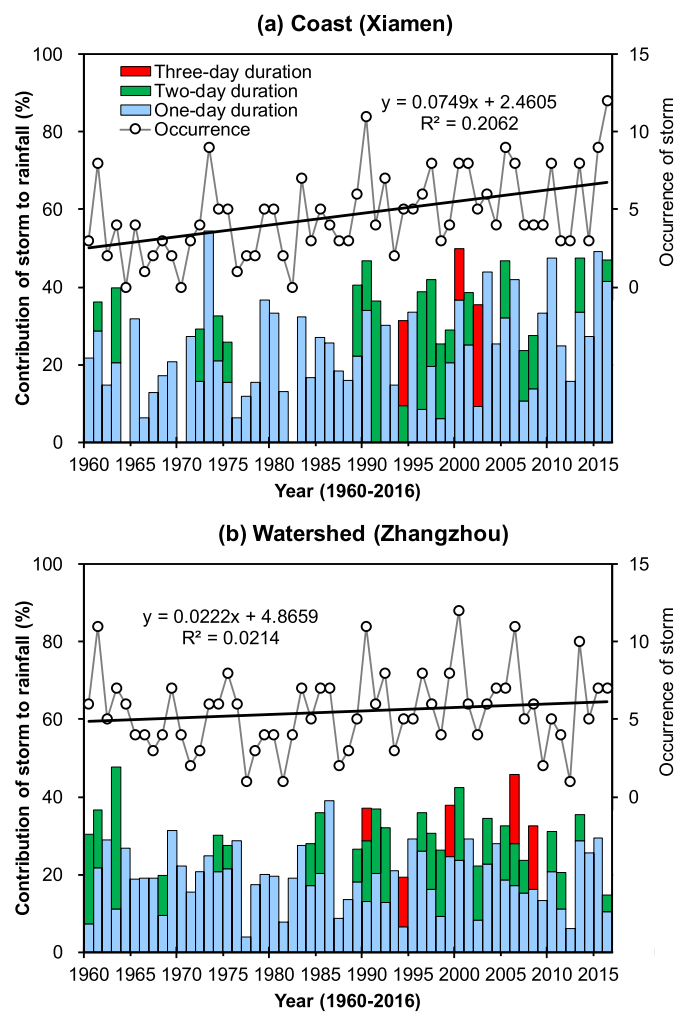 (a) Coast (Xiamen)
Contribution of storm to rainfall (%)
100
80
60
40
20
0
Three-day duration
Two-day duration
One-day duration
Occurrence
y = 0.0749x + 2.4605
R² = 0.2062
15
10
5
0
Occurrence of storm
1960 1965 1970 1975 1980 1985 1990 1995 2000 2005 2010 2015
Year (1960-2016)
(b) Watershed (Zhangzhou)
Contribution of storm to rainfall (%)
100
80
60
40
20
0
y = 0.0222x + 4.8659
R² = 0.0214
15
10
5
0
Occurrence of storm
1960 1965 1970 1975 1980 1985 1990 1995 2000 2005 2010 2015
Year (1960-2016)